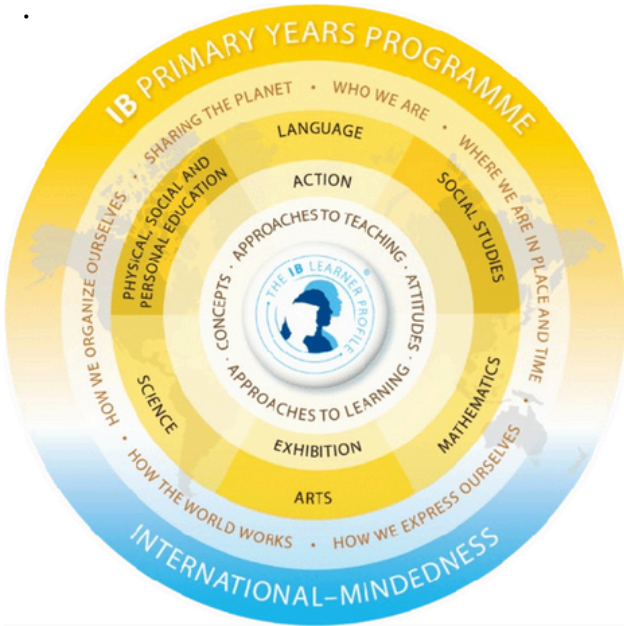 IB PRIMARY YEARS PROGRAMME
SHARING THE PLANET • WHO WE ARE • WHERE WE ARE IN PLACE AND TIME •
HOW WE EXPRESS OURSELVES • HOW THE WORLD WORKS • HOW WE ORGANIZE OURSELVES •
LANGUAGE
SOCIAL STUDIES
MATHEMATICS
ARTS
SCIENCE
PHYSICAL, SOCIAL AND
PERSONAL EDUCATION
ACTION
EXHIBITION
APPROACHES TO TEACHING • ATTITUDES •
APPROACHES TO LEARNING • CONCEPTS •
THE IB LEARNER PROFILE®
INTERNATIONAL–MINDEDNESS